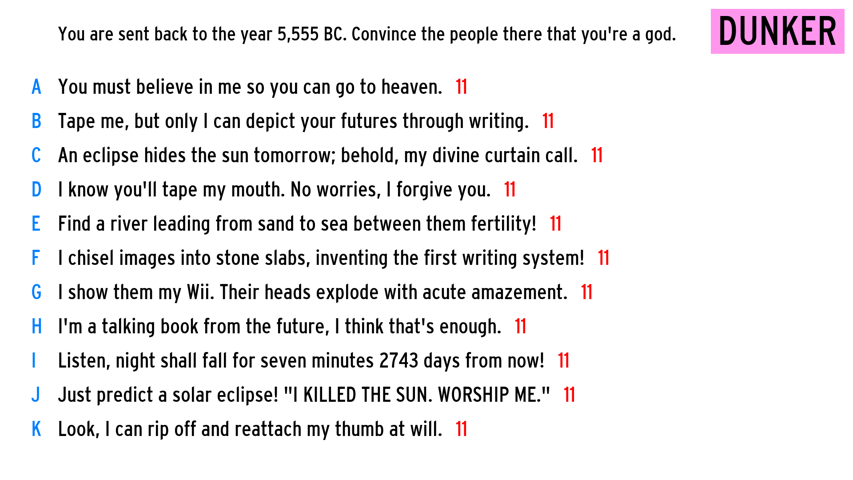 You are sent back to the year 5,555 BC. Convince the people there that you're a god.
DUNKER
A You must believe in me so you can go to heaven. 11
B Tape me, but only I can depict your futures through writing. 11
C An eclipse hides the sun tomorrow; behold, my divine curtain call. 11
D I know you'll tape my mouth. No worries, I forgive you. 11
E Find a river leading from sand to sea between them fertility! 11
F I chisel images into stone slabs, inventing the first writing system! 11
G I show them my Wii. Their heads explode with acute amazement. 11
H I'm a talking book from the future, I think that's enough. 11
I Listen, night shall fall for seven minutes 2743 days from now! 11
J Just predict a solar eclipse! "I KILLED THE SUN. WORSHIP ME." 11
K Look, I can rip off and reattach my thumb at will. 11